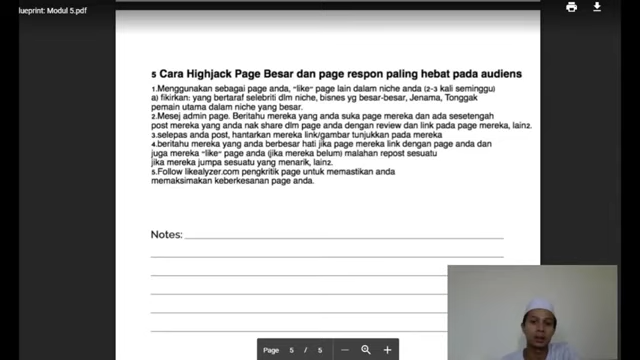 lueprint: Modul 5.pdf
5 Cara Highjack Page Besar dan page respon paling hebat pada audiens
1.Menggunakan sebagai page anda, "like" page lain dalam niche anda (2-3 kali seminggu)
a) fikirkan: yang bertaraf selebriti dlm niche, bisnes yg besar-besar, Jenama, Tonggak
pemain utama dalam niche yang besar.
2.Mesej admin page. Beritahu mereka yang anda suka page mereka dan ada sesetengah
post mereka yang anda nak share dlm page anda dengan review dan link pada page mereka, lain2.
3.selepas anda post, hantarkan mereka link/gambar tunjukkan pada mereka
4.beritahu mereka yang anda berbesar hati jika page mereka link dengan page anda dan
juga mereka "like" page anda (jika mereka belum) malahan repost sesuatu
jika mereka jumpa sesuatu yang menarik, lain2.
5.Follow likealyzer.com pengkritik page untuk memastikan anda
memaksimakan keberkesanan page anda.
Notes:
Page 5 / 5